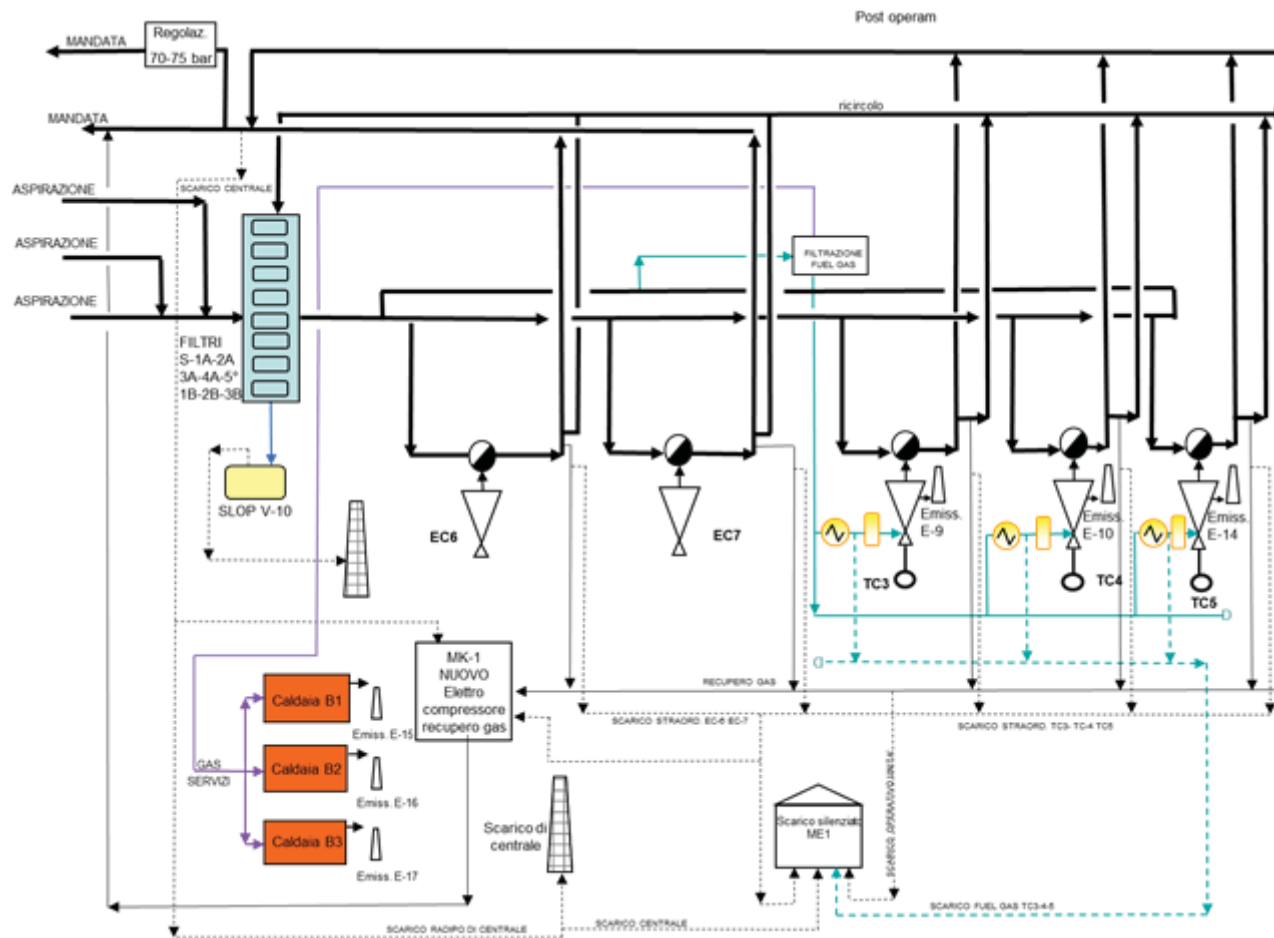 Post operam
Regolaz.
70-75 bar
MANDATA
ricircolo
MANDATA
ASPIRAZIONE
SCARICO CENTRALE
ASPIRAZIONE
FILTRAZIONE
FUEL GAS
ASPIRAZIONE
FILTRI
S-1A-2A
3A-4A-5°
1B-2B-3B
SLOP V-10
EC6
EC7
Emiss.
E-9
Emiss.
E-10
Emiss.
E-14
TC3
TC4
TC5
MK-1
NUOVO
Elettro
compressore
recupero gas
RECUPERO GAS
Caldaia B1
Emiss. E-15
SCARICO STRAORD. EC-6 EC-7
SCARICO STRAORD. TC3- TC-4 TC5
GAS
SERVIZI
Caldaia B2
Emiss. E-16
Scarico di
centrale
Scarico silenziato
ME1
Caldaia B3
Emiss. E-17
SCARICO FUEL GAS TC3-4-5
SCARICO CENTRALE
SCARICO RADIPO DI CENTRALE